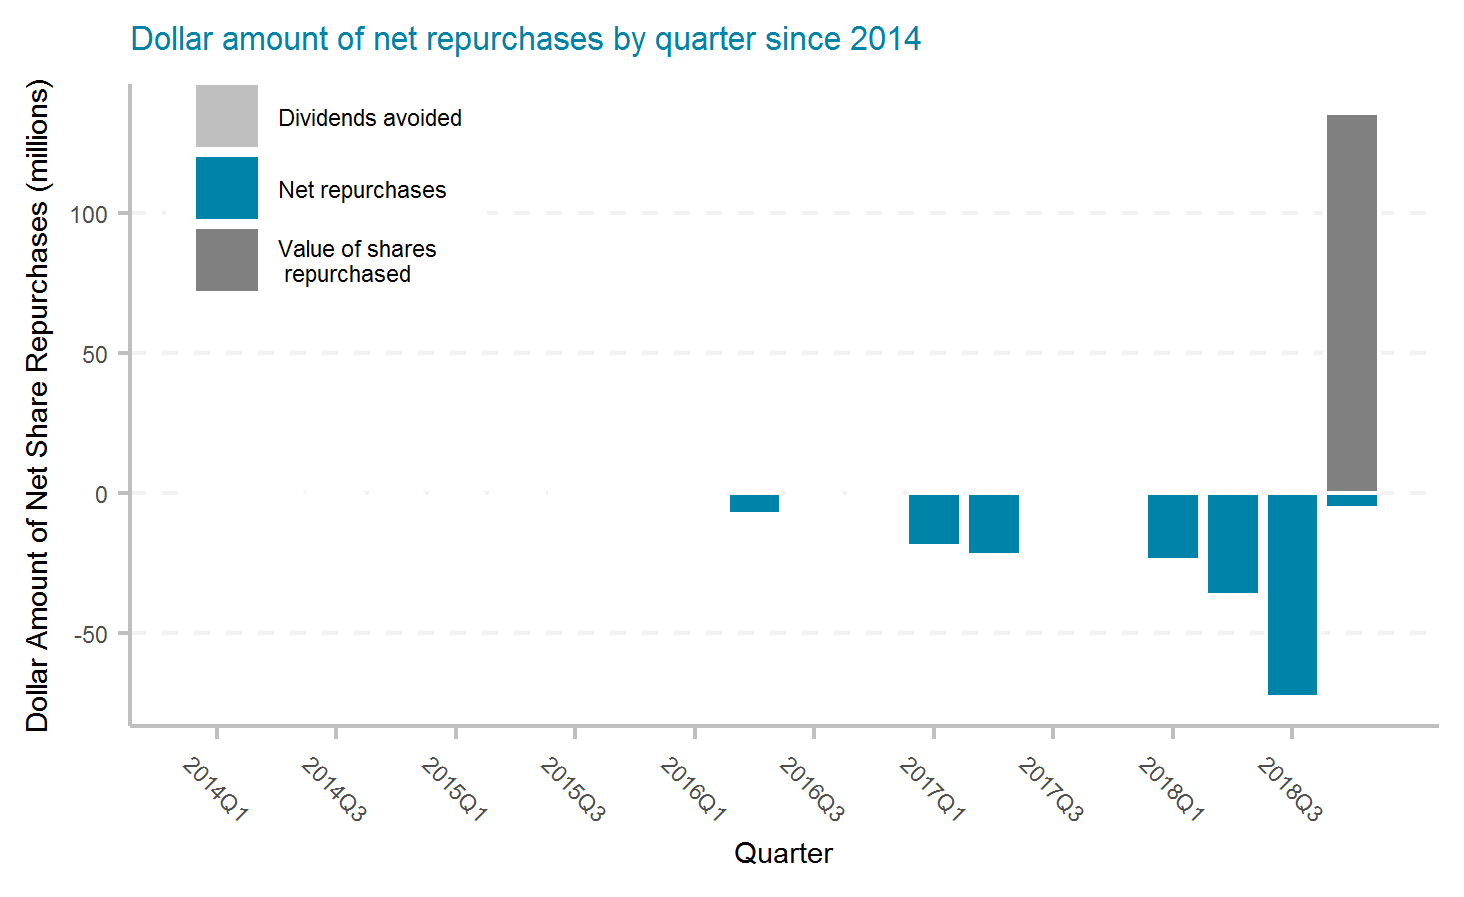 Dollar amount of net repurchases by quarter since 2014
Dollar Amount of Net Share Repurchases (millions)
Dividends avoided
Net repurchases
Value of shares
repurchased
100
50
0
-50
2014Q1
2014Q3
2015Q1
2015Q3
2016Q1
2016Q3
2017Q1
2017Q3
2018Q1
2018Q3
Quarter